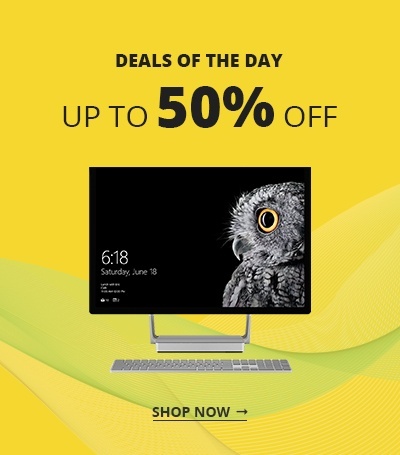 DEALS OF THE DAY
UP TO 50% OFF
6:18
Saturday, June 18
SHOP NOW →